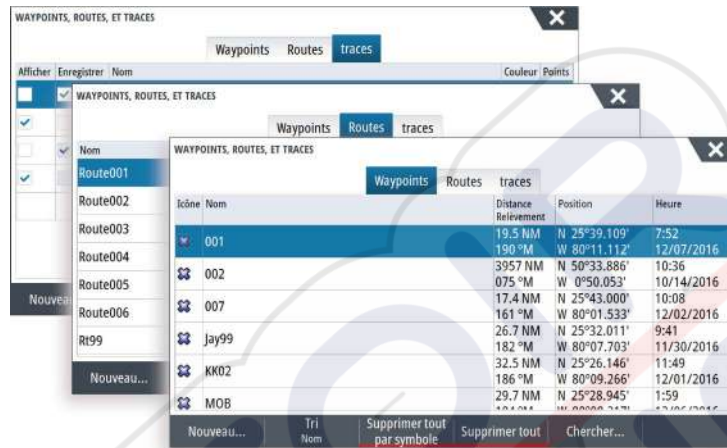 WAYPOINTS, ROUTES, ET TRACES
Waypoints Routes traces
Afficher Enregistrer Nom Couleur Points
Nouveau
WAYPOINTS, ROUTES, ET TRACES
Waypoints Routes traces
Nom
Route001
Route002
Route003
Route004
Route005
Route006
Rt99
Nouveau...
WAYPOINTS, ROUTES, ET TRACES
Waypoints Routes traces
Icône Nom Distance Relèvement Position Heure
001 19.5 NM N 25°39.109' 7:52
190 °M W 80°11.112' 12/07/2016
002 3957 NM N 50°33.886' 10:36
075 °M W 0°50.053' 10/14/2016
007 17.4 NM N 25°43.000' 10:08
161 °M W 80°01.533' 12/02/2016
Jay99 26.7 NM N 25°32.011' 9:41
182 °M W 80°07.703' 11/30/2016
KK02 32.5 NM N 25°26.146' 11:49
186 °M W 80°09.266' 12/01/2016
MOB 29.7 NM N 25°28.945' 1:59
Nouveau... Tri Nom Supprimer tout par symbole Supprimer tout Chercher...